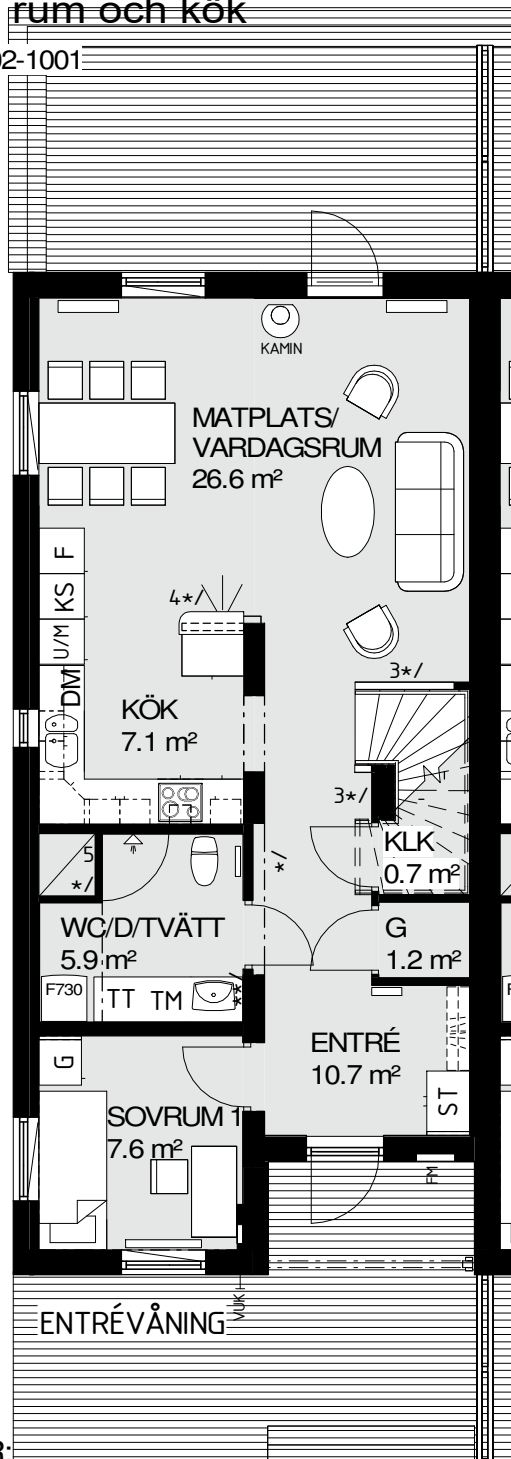 rum och kök
02-1001
KAMIN
MATPLATS/
VARDAGSRUM
26.6 m²
F
KS
U/M
DM
4*/
KÖK
7.1 m²
3*/
3*/
KLK
0.7 m²
5
*/
*/
WC/D/TVÄTT
5.9 m²
G
1.2 m²
F730
TT
TM
**/
G
ENTRÉ
10.7 m²
ST
SOVRUM 1
7.6 m²
FM
VUK
ENTRÉVÅNING